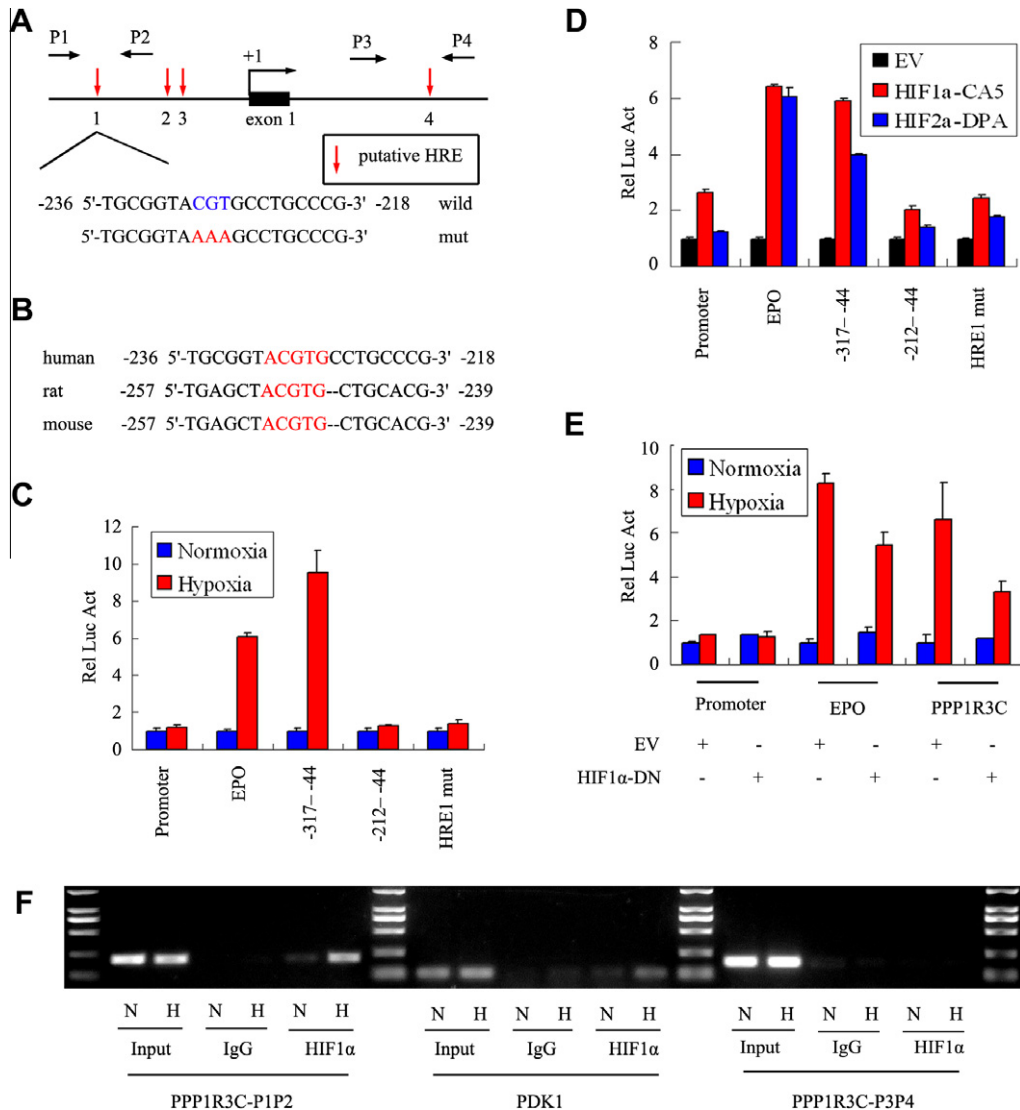 A
P1
P2
+1
P3
P4
1
2
3
exon 1
4
putative HRE
-236 5'-TGCGGTACGTGCCTGCCCG-3' -218 wild
5'-TGCGGTAAAAGCCTGCCCG-3' mut
B
human -236 5'-TGCGGTACGTGCCTGCCCG-3' -218
rat -257 5'-TGAGCTACGTG--CTGCACG-3' -239
mouse -257 5'-TGAGCTACGTG--CTGCACG-3' -239
C
Rel Luc Act
12
10
8
6
4
2
0
Normoxia
Hypoxia
Promoter
EPO
-317– -44
-212– -44
HRE1 mut
D
Rel Luc Act
8
6
4
2
0
EV
HIF1a-CA5
HIF2a-DPA
Promoter
EPO
-317– -44
-212– -44
HRE1 mut
E
Rel Luc Act
10
8
6
4
2
0
Normoxia
Hypoxia
Promoter
EPO
PPP1R3C
EV + - + - + -
HIF1α-DN - + - + - +
F
N H N H N H N H N H N H N H N H N H
Input IgG HIF1α Input IgG HIF1α Input IgG HIF1α
PPP1R3C-P1P2 PDK1 PPP1R3C-P3P4